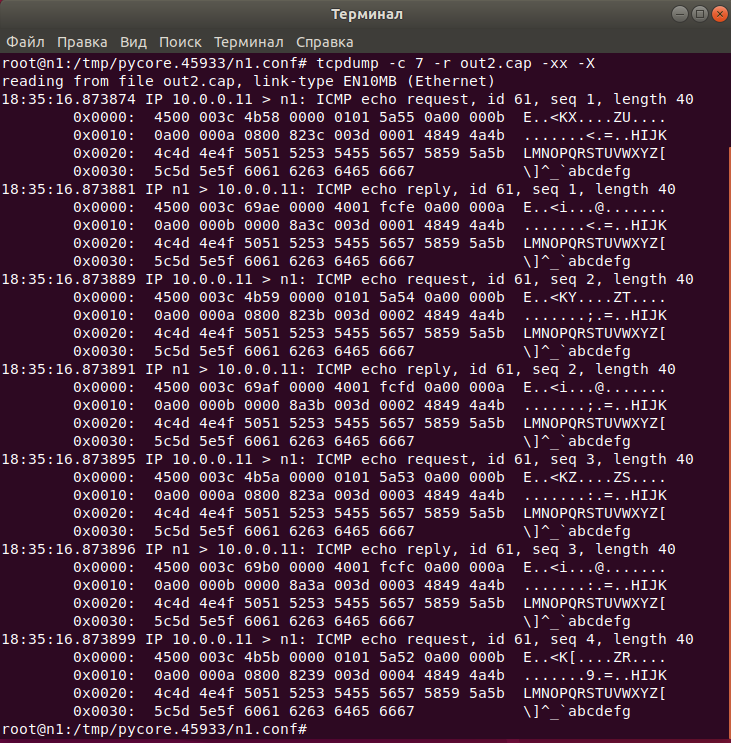 Терминал
Файл Правка Вид Поиск Терминал Справка
root@n1:/tmp/pycore.45933/n1.conf# tcpdump -c 7 -r out2.cap -xx -X
reading from file out2.cap, link-type EN10MB (Ethernet)
18:35:16.873874 IP 10.0.0.11 > n1: ICMP echo request, id 61, seq 1, length 40
0x0000:  4500 003c 4b58 0000 0101 5a55 0a00 000b  E..<KX....ZU....
0x0010:  0a00 000a 0800 823c 003d 0001 4849 4a4b  .......<.=..HIJK
0x0020:  4c4d 4e4f 5051 5253 5455 5657 5859 5a5b  LMNOPQRSTUVWXYZ[
0x0030:  5c5d 5e5f 6061 6263 6465 6667            \]^_`abcdefg
18:35:16.873881 IP n1 > 10.0.0.11: ICMP echo reply, id 61, seq 1, length 40
0x0000:  4500 003c 69ae 0000 4001 fcfe 0a00 000a  E..<i...@.......
0x0010:  0a00 000b 0000 8a3c 003d 0001 4849 4a4b  .......<.=..HIJK
0x0020:  4c4d 4e4f 5051 5253 5455 5657 5859 5a5b  LMNOPQRSTUVWXYZ[
0x0030:  5c5d 5e5f 6061 6263 6465 6667            \]^_`abcdefg
18:35:16.873889 IP 10.0.0.11 > n1: ICMP echo request, id 61, seq 2, length 40
0x0000:  4500 003c 4b59 0000 0101 5a54 0a00 000b  E..<KY....ZT....
0x0010:  0a00 000a 0800 823b 003d 0002 4849 4a4b  .......;.=..HIJK
0x0020:  4c4d 4e4f 5051 5253 5455 5657 5859 5a5b  LMNOPQRSTUVWXYZ[
0x0030:  5c5d 5e5f 6061 6263 6465 6667            \]^_`abcdefg
18:35:16.873891 IP n1 > 10.0.0.11: ICMP echo reply, id 61, seq 2, length 40
0x0000:  4500 003c 69af 0000 4001 fcfd 0a00 000a  E..<i...@.......
0x0010:  0a00 000b 0000 8a3b 003d 0002 4849 4a4b  .......;.=..HIJK
0x0020:  4c4d 4e4f 5051 5253 5455 5657 5859 5a5b  LMNOPQRSTUVWXYZ[
0x0030:  5c5d 5e5f 6061 6263 6465 6667            \]^_`abcdefg
18:35:16.873895 IP 10.0.0.11 > n1: ICMP echo request, id 61, seq 3, length 40
0x0000:  4500 003c 4b5a 0000 0101 5a53 0a00 000b  E..<KZ....ZS....
0x0010:  0a00 000a 0800 823a 003d 0003 4849 4a4b  .......:.=..HIJK
0x0020:  4c4d 4e4f 5051 5253 5455 5657 5859 5a5b  LMNOPQRSTUVWXYZ[
0x0030:  5c5d 5e5f 6061 6263 6465 6667            \]^_`abcdefg
18:35:16.873896 IP n1 > 10.0.0.11: ICMP echo reply, id 61, seq 3, length 40
0x0000:  4500 003c 69b0 0000 4001 fcfc 0a00 000a  E..<i...@.......
0x0010:  0a00 000b 0000 8a3a 003d 0003 4849 4a4b  .......:.=..HIJK
0x0020:  4c4d 4e4f 5051 5253 5455 5657 5859 5a5b  LMNOPQRSTUVWXYZ[
0x0030:  5c5d 5e5f 6061 6263 6465 6667            \]^_`abcdefg
18:35:16.873899 IP 10.0.0.11 > n1: ICMP echo request, id 61, seq 4, length 40
0x0000:  4500 003c 4b5b 0000 0101 5a52 0a00 000b  E..<K[....ZR....
0x0010:  0a00 000a 0800 8239 003d 0004 4849 4a4b  .......9.=..HIJK
0x0020:  4c4d 4e4f 5051 5253 5455 5657 5859 5a5b  LMNOPQRSTUVWXYZ[
0x0030:  5c5d 5e5f 6061 6263 6465 6667            \]^_`abcdefg
root@n1:/tmp/pycore.45933/n1.conf#